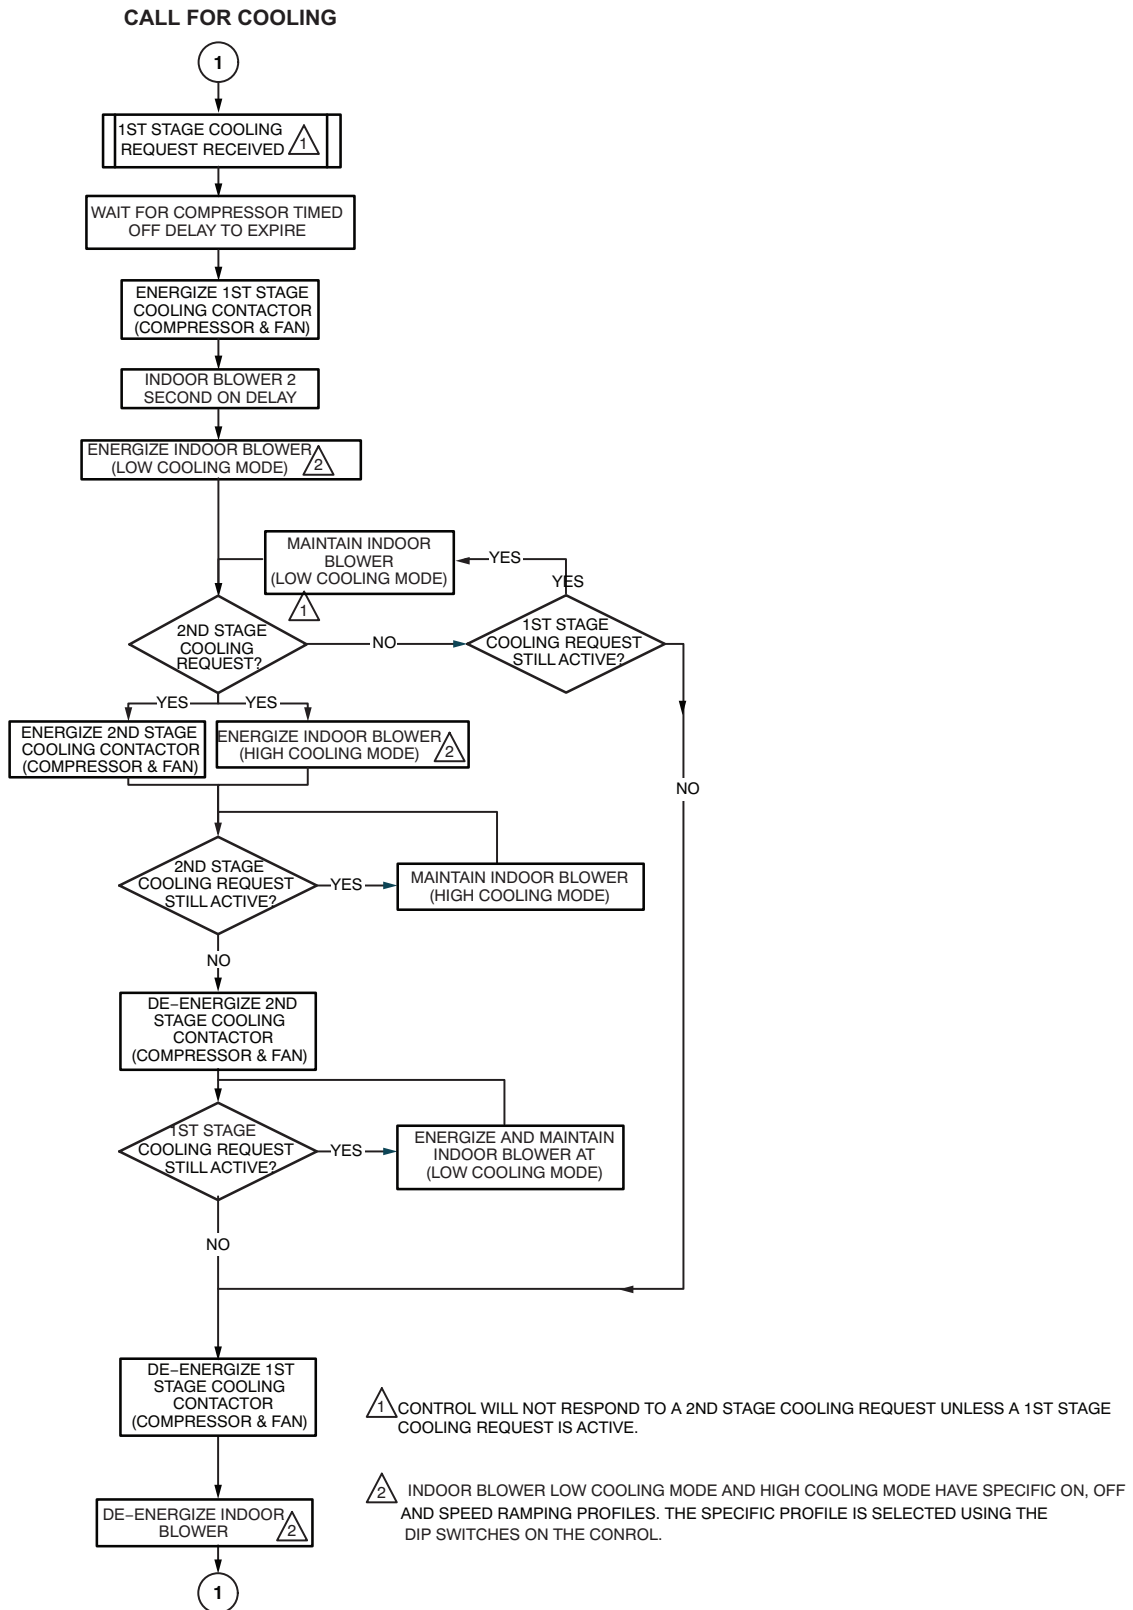 CALL FOR COOLING
1
1ST STAGE COOLING
REQUEST RECEIVED 1
WAIT FOR COMPRESSOR TIMED
OFF DELAY TO EXPIRE
ENERGIZE 1ST STAGE
COOLING CONTACTOR
(COMPRESSOR & FAN)
INDOOR BLOWER 2
SECOND ON DELAY
ENERGIZE INDOOR BLOWER
(LOW COOLING MODE) 2
MAINTAIN INDOOR
BLOWER
(LOW COOLING MODE)
1
YES
YES
2ND STAGE
COOLING
REQUEST?
NO
1ST STAGE
COOLING REQUEST
STILL ACTIVE?
YES
YES
ENERGIZE 2ND STAGE
COOLING CONTACTOR
(COMPRESSOR & FAN)
ENERGIZE INDOOR BLOWER
(HIGH COOLING MODE) 2
NO
2ND STAGE
COOLING REQUEST
STILL ACTIVE?
YES
MAINTAIN INDOOR BLOWER
(HIGH COOLING MODE)
NO
DE-ENERGIZE 2ND
STAGE COOLING
CONTACTOR
(COMPRESSOR & FAN)
1ST STAGE
COOLING REQUEST
STILL ACTIVE?
YES
ENERGIZE AND MAINTAIN
INDOOR BLOWER AT
(LOW COOLING MODE)
NO
DE-ENERGIZE 1ST
STAGE COOLING
CONTACTOR
(COMPRESSOR & FAN)
1 CONTROL WILL NOT RESPOND TO A 2ND STAGE COOLING REQUEST UNLESS A 1ST STAGE
COOLING REQUEST IS ACTIVE.
2 INDOOR BLOWER LOW COOLING MODE AND HIGH COOLING MODE HAVE SPECIFIC ON, OFF
AND SPEED RAMPING PROFILES. THE SPECIFIC PROFILE IS SELECTED USING THE
DIP SWITCHES ON THE CONROL.
DE-ENERGIZE INDOOR
BLOWER 2
1